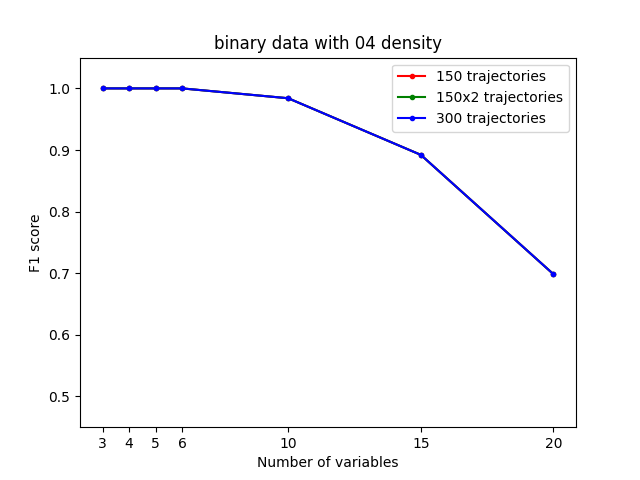 binary data with 04 density
150 trajectories
150x2 trajectories
300 trajectories
F1 score
1.0
0.9
0.8
0.7
0.6
0.5
3 4 5 6 10 15 20
Number of variables